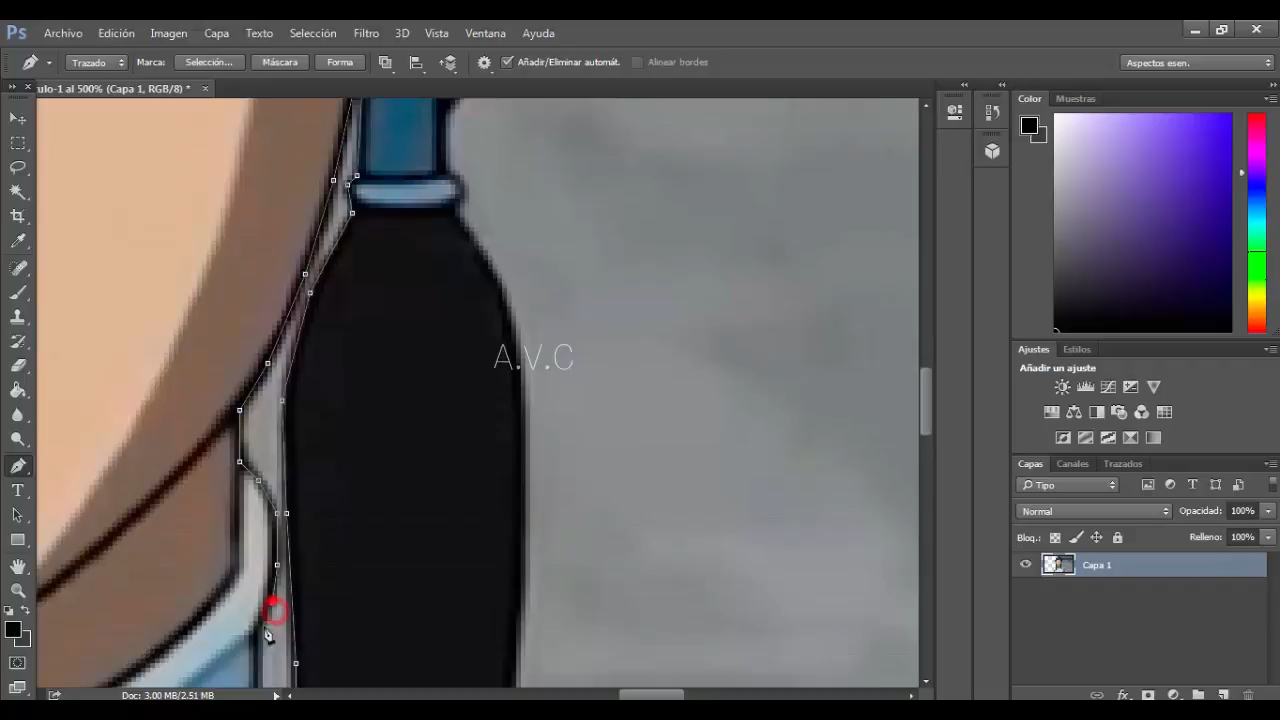 Ps Archivo Edición Imagen Capa Texto Selección Filtro 3D Vista Ventana Ayuda
Trazado Marca: Selección... Máscara Forma Añadir/Eliminar automát. Alinear bordes Aspectos esen.
ulo-1 al 500% (Capa 1, RGB/8) *
Color Muestras
A.V.C
Ajustes Estilos
Añadir un ajuste
Capas Canales Trazados
Tipo
Normal Opacidad: 100%
Bloq.: Relleno: 100%
Capa 1
Doc: 3.00 MB/2.51 MB